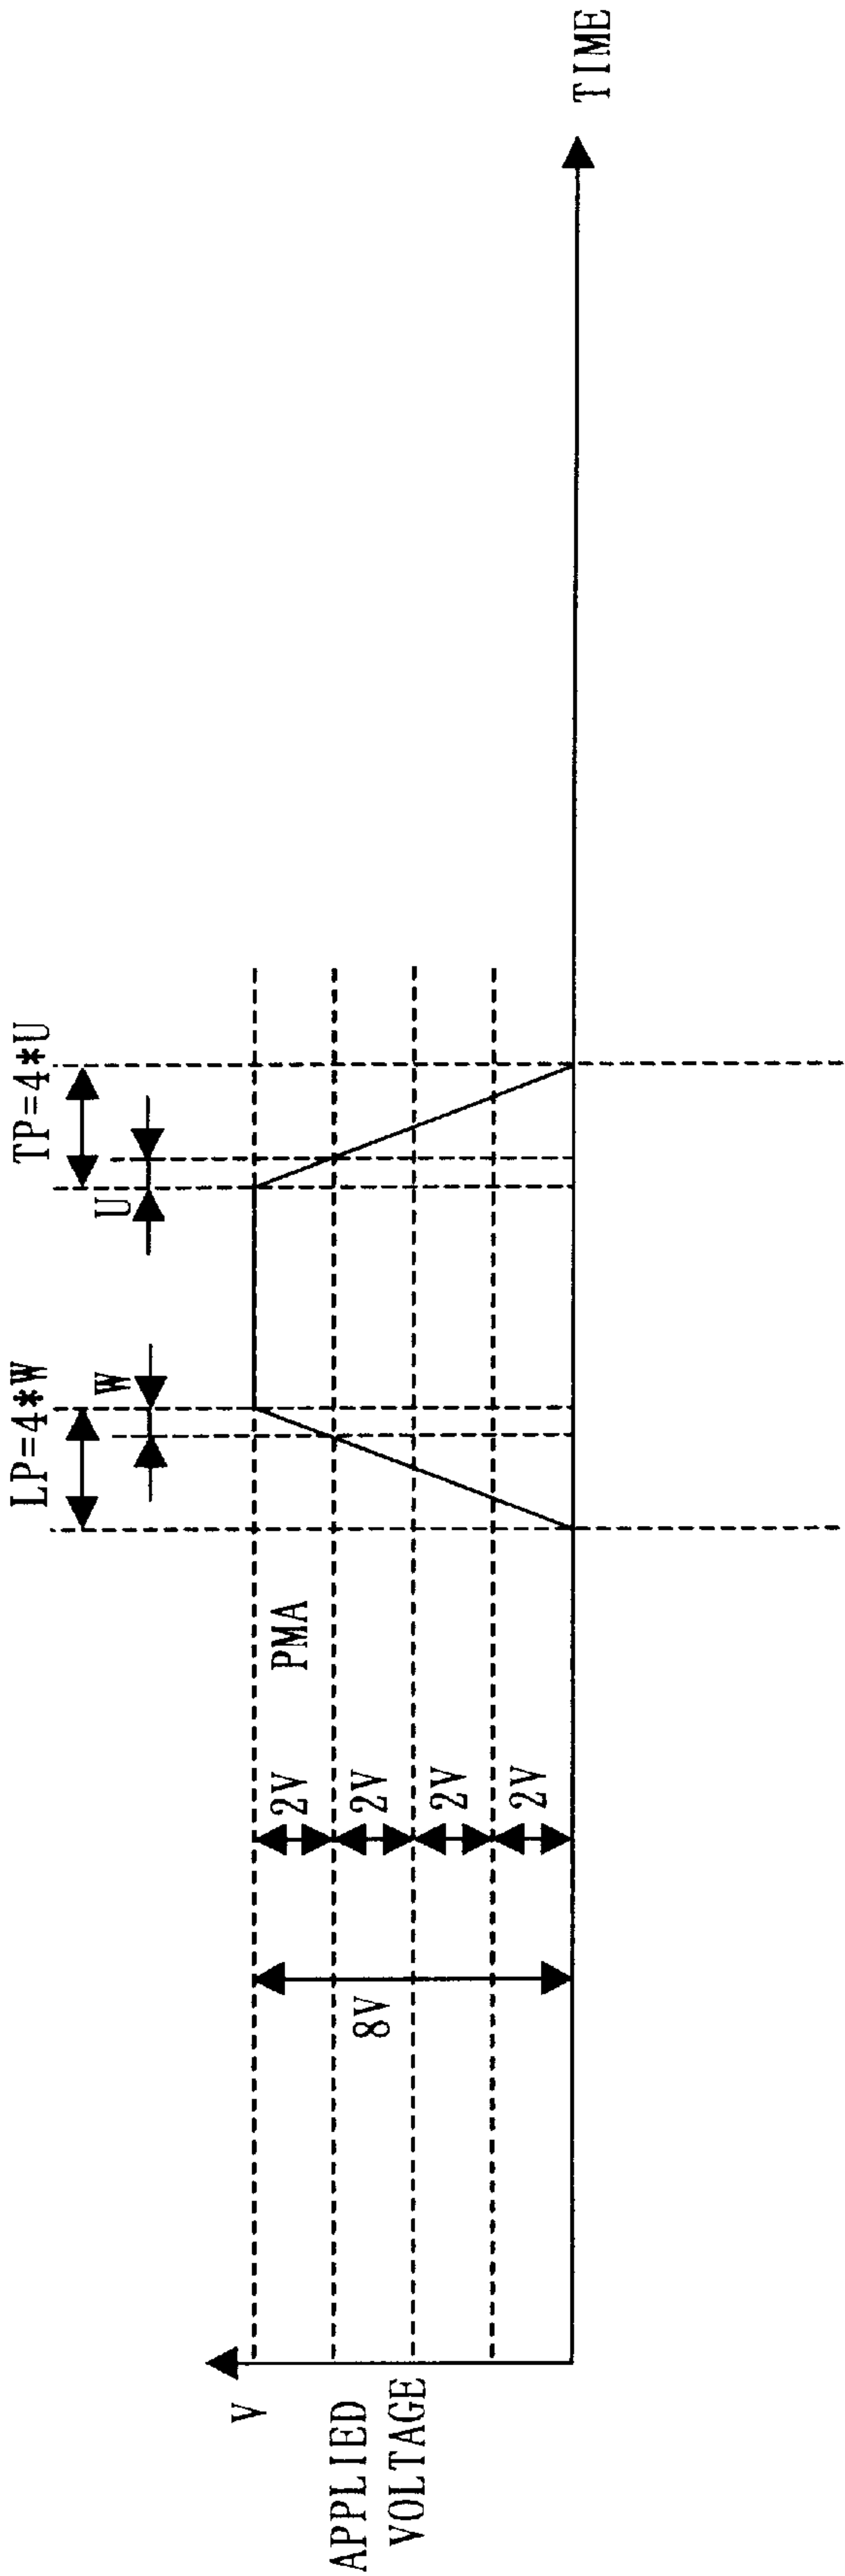 LP=4*W
TP=4*U
W
U
V
APPLIED
VOLTAGE
8V
2V
2V
2V
2V
PMA
TIME